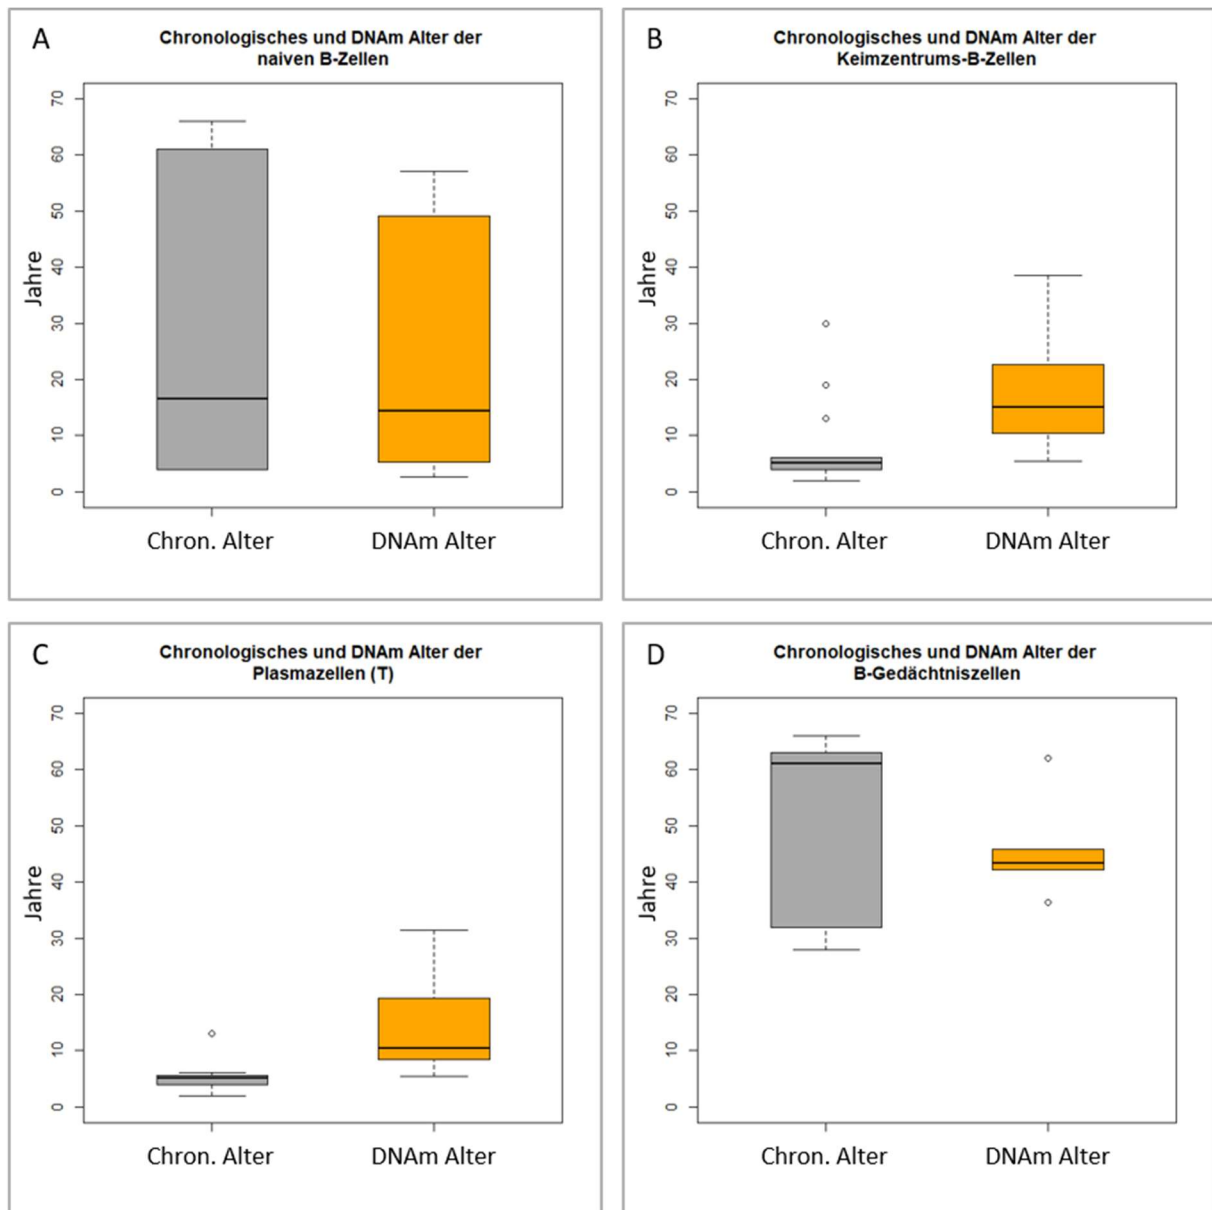 A
Chronologisches und DNAm Alter der
naiven B-Zellen
Jahre
70
60
50
40
30
20
10
0
Chron. Alter
DNAm Alter
B
Chronologisches und DNAm Alter der
Keimzentrums-B-Zellen
Jahre
70
60
50
40
30
20
10
0
Chron. Alter
DNAm Alter
C
Chronologisches und DNAm Alter der
Plasmazellen (T)
Jahre
70
60
50
40
30
20
10
0
Chron. Alter
DNAm Alter
D
Chronologisches und DNAm Alter der
B-Gedächtniszellen
Jahre
70
60
50
40
30
20
10
0
Chron. Alter
DNAm Alter